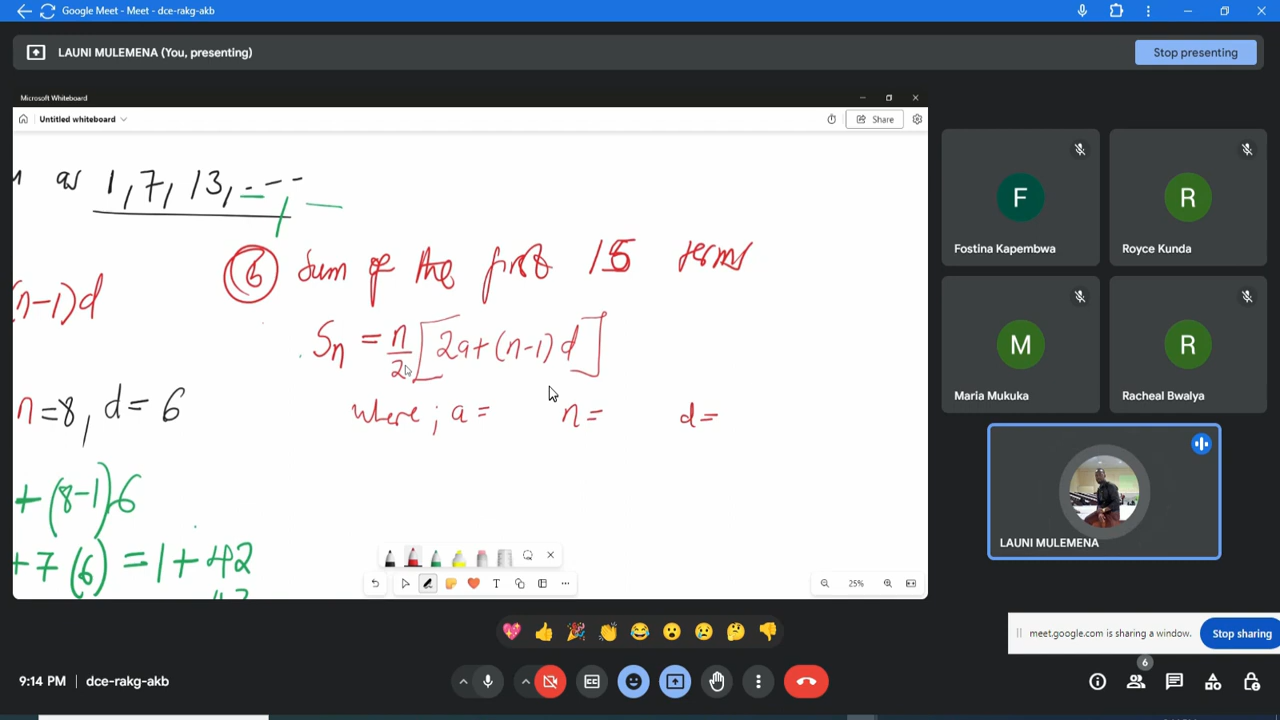 Google Meet - Meet - dce-rakg-akb
LAUNI MULEMENA (You, presenting)
Stop presenting
Microsoft Whiteboard
Untitled whiteboard
Share
as 1, 7, 13, ---
⑥ Sum of the first 15 terms
(n-1)d
Sn = n/2 [2a + (n-1) d]
n=8, d= 6
where ; a = n = d =
+ (8-1) 6
+7 (6) = 1 + 42
25%
F
Fostina Kapembwa
R
Royce Kunda
M
Maria Mukuka
R
Racheal Bwalya
LAUNI MULEMENA
meet.google.com is sharing a window.
Stop sharing
9:14 PM
dce-rakg-akb
6